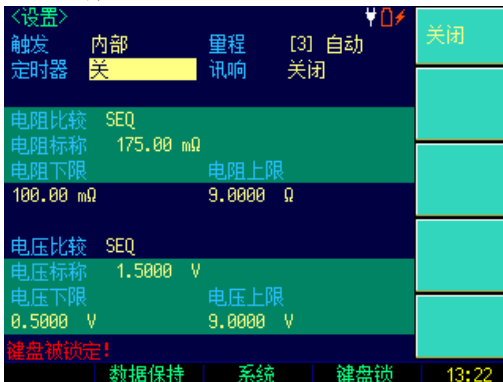 <设置>
触发 内部 量程 [3] 自动
定时器 关 讯响 关闭
关闭
电阻比较 SEQ
电阻标称 175.00 mΩ
电阻下限 电阻上限
100.00 mΩ 9.0000 Ω
电压比较 SEQ
电压标称 1.5000 V
电压下限 电压上限
0.5000 V 9.0000 V
键盘被锁定!
数据保持 系统 键盘锁 13:22